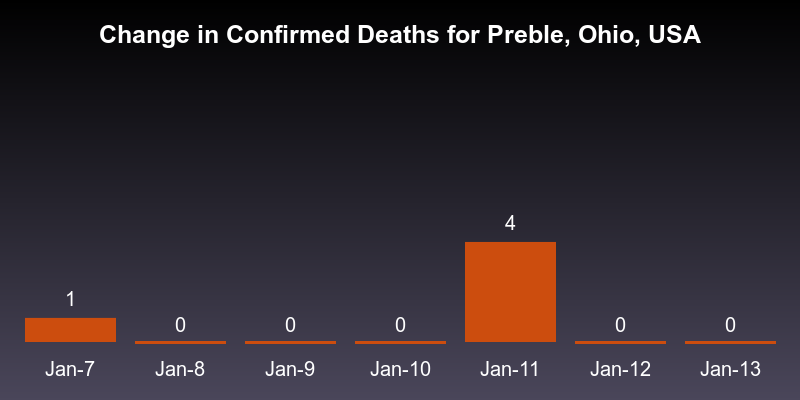 Change in Confirmed Deaths for Preble, Ohio, USA
4
1
0 0 0 0 0
Jan-7 Jan-8 Jan-9 Jan-10 Jan-11 Jan-12 Jan-13